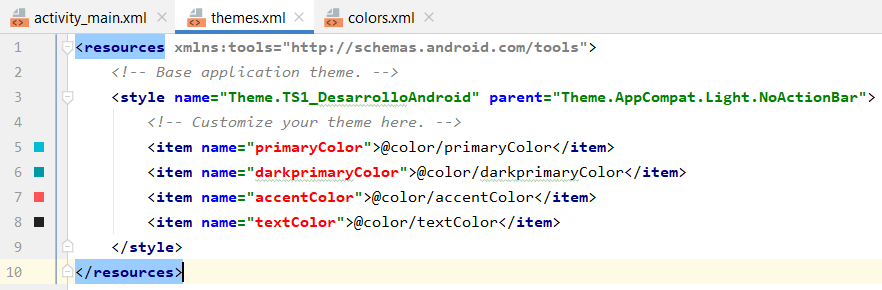 activity_main.xml × themes.xml × colors.xml ×
1 <resources xmlns:tools="http://schemas.android.com/tools">
2 <!-- Base application theme. -->
3 <style name="Theme.TS1_DesarrolloAndroid" parent="Theme.AppCompat.Light.NoActionBar">
4 <!-- Customize your theme here. -->
5 <item name="primaryColor">@color/primaryColor</item>
6 <item name="darkprimaryColor">@color/darkprimaryColor</item>
7 <item name="accentColor">@color/accentColor</item>
8 <item name="textColor">@color/textColor</item>
9 </style>
10 </resources>